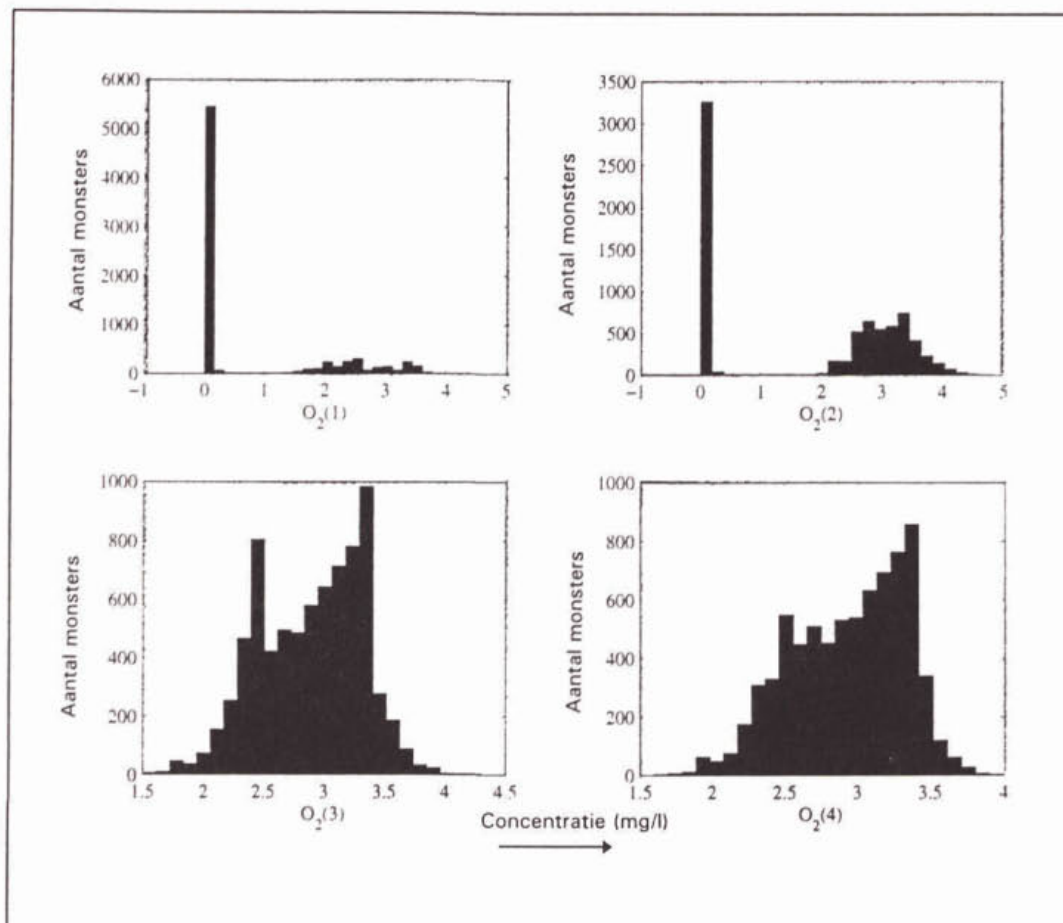 6000
5000
4000
3000
2000
1000
0
Aantal monsters
−1 0 1 2 3 4 5
O₂(1)
3500
3000
2500
2000
1500
1000
500
0
Aantal monsters
−1 0 1 2 3 4 5
O₂(2)
1000
800
600
400
200
0
Aantal monsters
1.5 2 2.5 3 3.5 4 4.5
O₂(3)
1000
800
600
400
200
0
Aantal monsters
1.5 2 2.5 3 3.5 4
O₂(4)
Concentratie (mg/l)